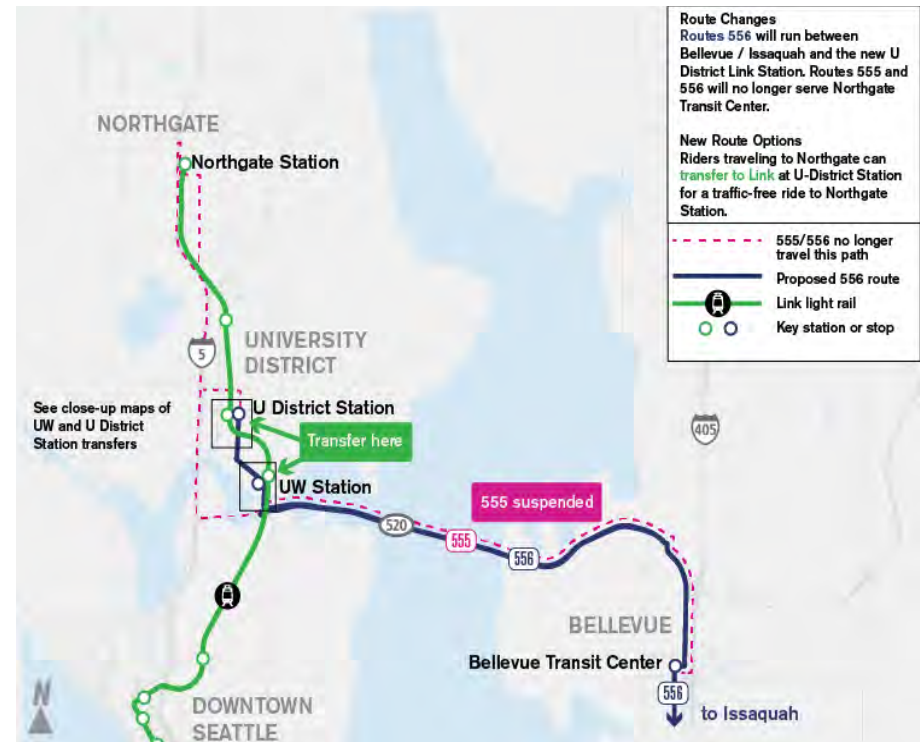 Route Changes
Routes 556 will run between
Bellevue / Issaquah and the new U
District Link Station. Routes 555 and
556 will no longer serve Northgate
Transit Center.
New Route Options
Riders traveling to Northgate can
transfer to Link at U-District Station
for a traffic-free ride to Northgate
Station.
555/556 no longer
travel this path
Proposed 556 route
Link light rail
Key station or stop
NORTHGATE
Northgate Station
5
UNIVERSITY
DISTRICT
See close-up maps of
UW and U District
Station transfers
U District Station
Transfer here
UW Station
405
555 suspended
520
555
556
BELLEVUE
Bellevue Transit Center
556
to Issaquah
N
DOWNTOWN
SEATTLE